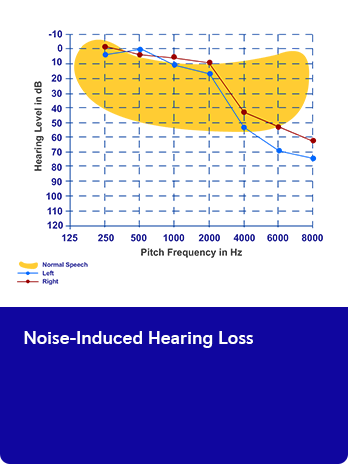 -10
0
10
20
30
40
50
60
70
80
90
100
110
120
Hearing Level in dB
125 250 500 1000 2000 4000 6000 8000
Pitch Frequency in Hz
Normal Speech
Left
Right
Noise-Induced Hearing Loss